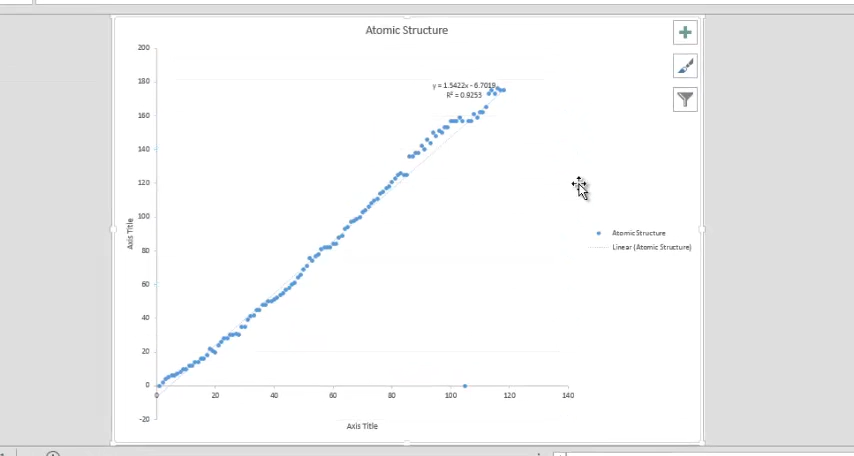 Atomic Structure
200
180
y = 1.5422x - 6.7019
R² = 0.9253
160
140
120
100
80
60
40
20
0
-20
Axis Title
0 20 40 60 80 100 120 140
Axis Title
Atomic Structure
Linear (Atomic Structure)